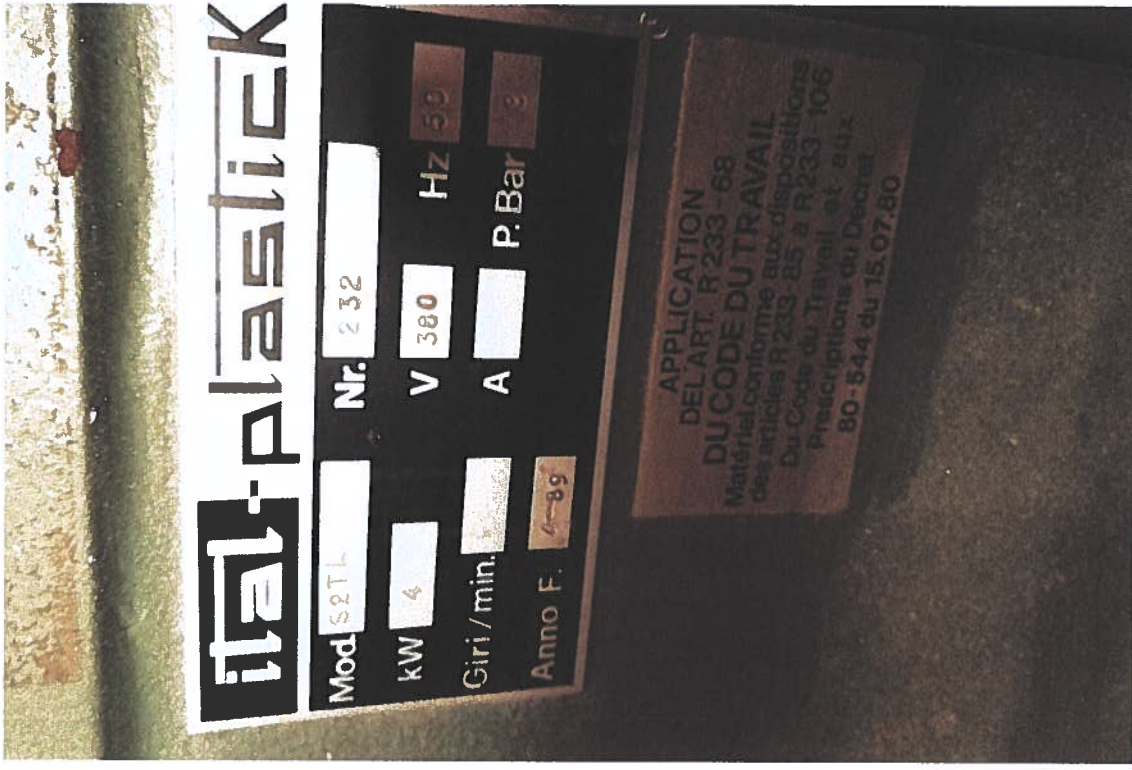 ital-plastick
Mod. S2TL Nr. 232
kW 4 V 380 Hz 50
Giri/min. A P. Bar 8
Anno F. 4-89
APPLICATION
DE L'ART. R 233-68
DU CODE DU TRAVAIL
Matériel conforme aux dispositions
des articles R 233-85 a R 233-106
Du Code du Travail et aux
Prescriptions du Decret
80-544 du 15.07.80